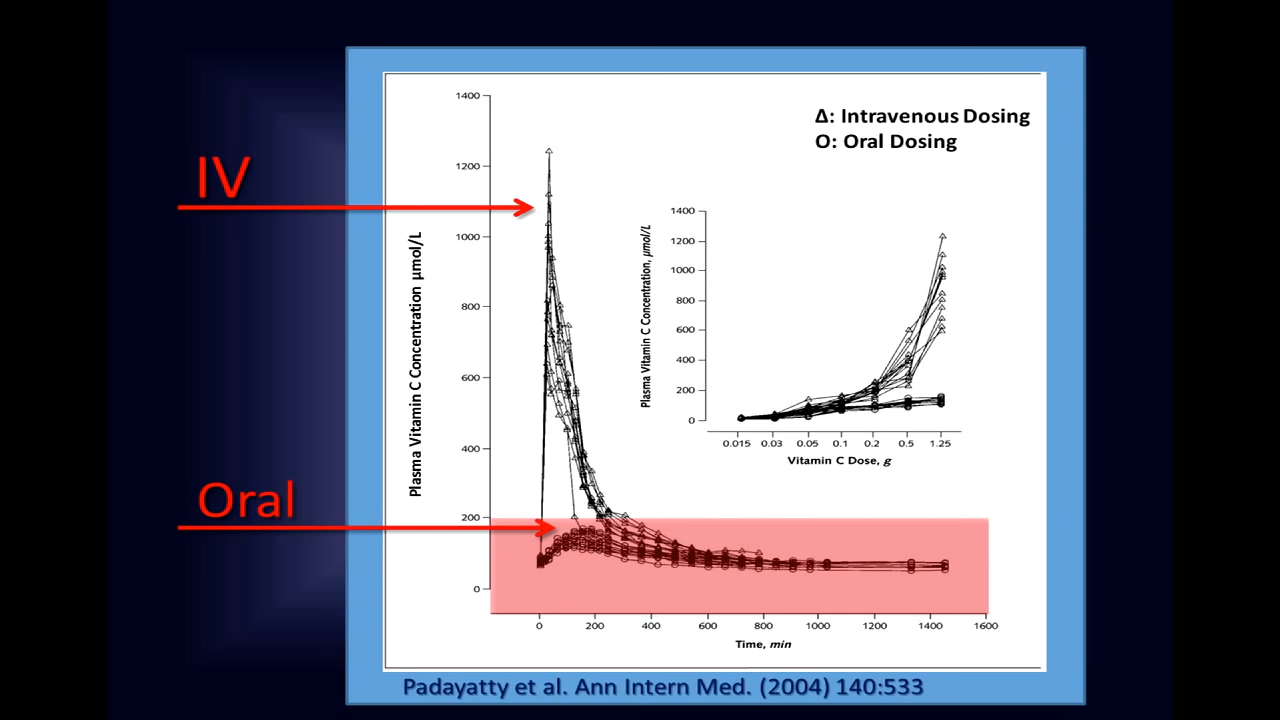 IV
Oral
Δ: Intravenous Dosing
O: Oral Dosing
Plasma Vitamin C Concentration µmol/L
1400
1200
1000
800
600
400
200
0
0 200 400 600 800 1000 1200 1400 1600
Time, min
Plasma Vitamin C Concentration, µmol/L
1400
1200
1000
800
600
400
200
0
0.015 0.03 0.05 0.1 0.2 0.5 1.25
Vitamin C Dose, g
Padayatty et al. Ann Intern Med. (2004) 140:533